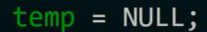 temp = NULL;